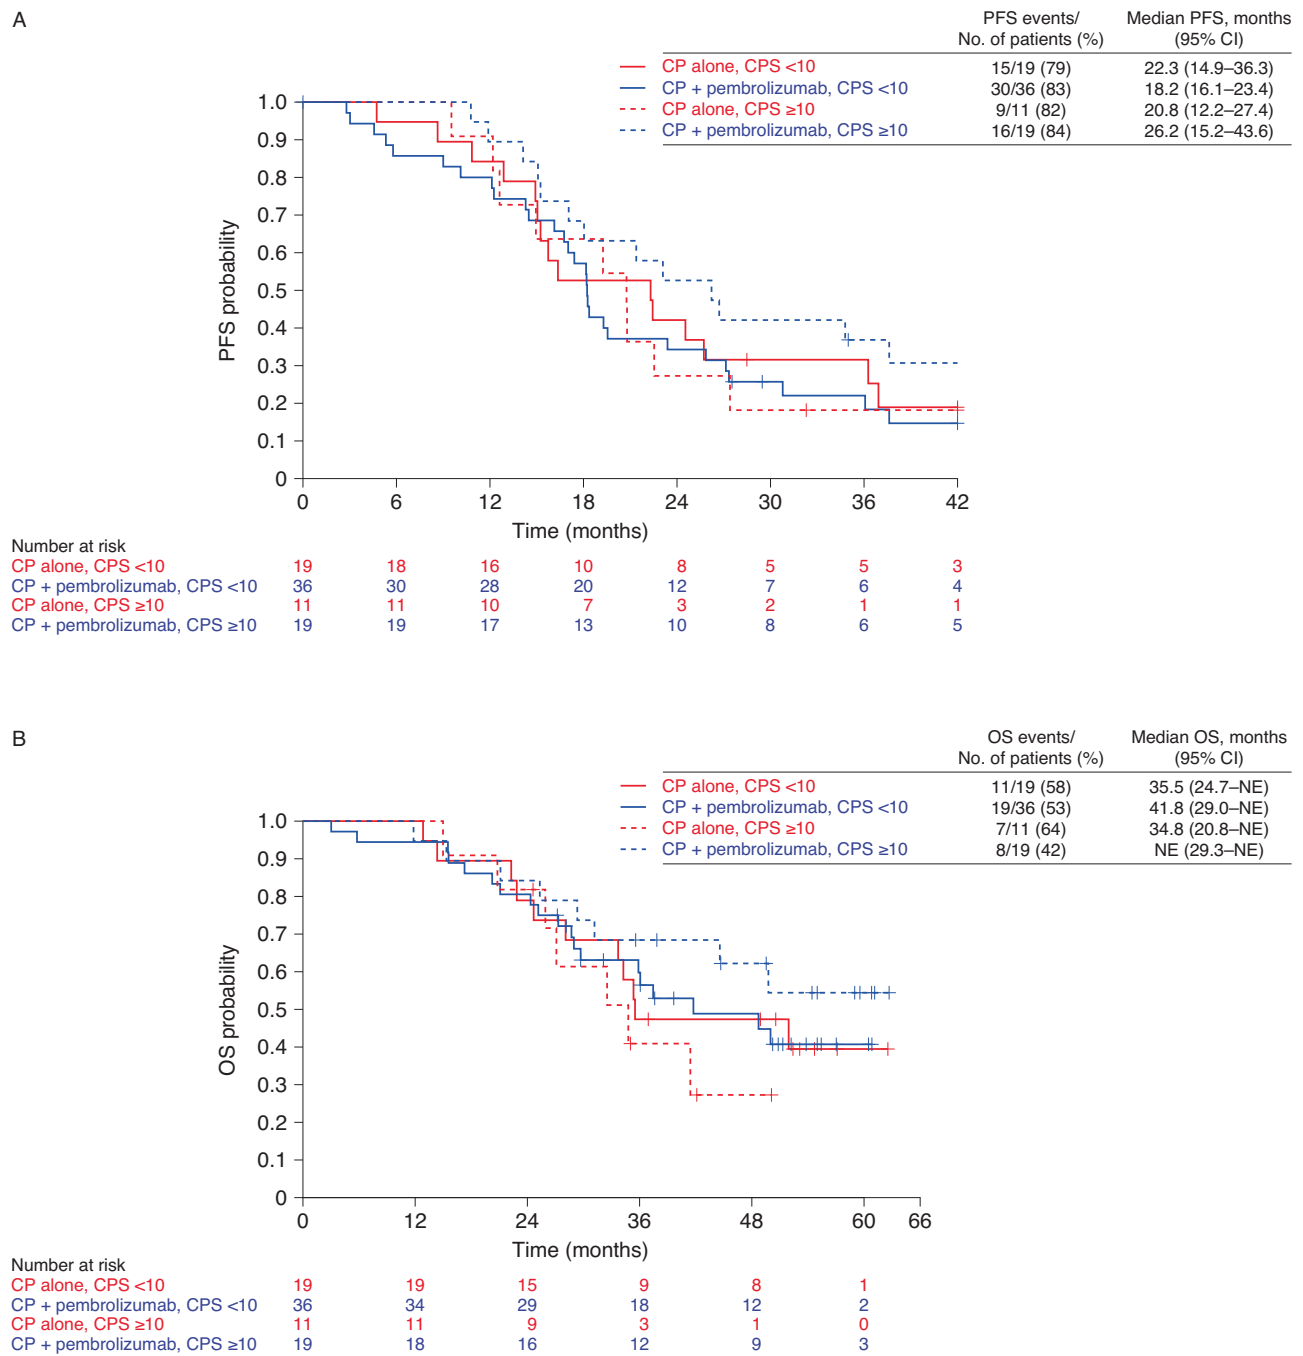 A
PFS events/ Median PFS, months
No. of patients (%) (95% CI)
CP alone, CPS <10 15/19 (79) 22.3 (14.9–36.3)
CP + pembrolizumab, CPS <10 30/36 (83) 18.2 (16.1–23.4)
CP alone, CPS ≥10 9/11 (82) 20.8 (12.2–27.4)
CP + pembrolizumab, CPS ≥10 16/19 (84) 26.2 (15.2–43.6)
PFS probability
1.0
0.9
0.8
0.7
0.6
0.5
0.4
0.3
0.2
0.1
0
0 6 12 18 24 30 36 42
Time (months)
Number at risk
CP alone, CPS <10 19 18 16 10 8 5 5 3
CP + pembrolizumab, CPS <10 36 30 28 20 12 7 6 4
CP alone, CPS ≥10 11 11 10 7 3 2 1 1
CP + pembrolizumab, CPS ≥10 19 19 17 13 10 8 6 5
B
OS events/ Median OS, months
No. of patients (%) (95% CI)
CP alone, CPS <10 11/19 (58) 35.5 (24.7–NE)
CP + pembrolizumab, CPS <10 19/36 (53) 41.8 (29.0–NE)
CP alone, CPS ≥10 7/11 (64) 34.8 (20.8–NE)
CP + pembrolizumab, CPS ≥10 8/19 (42) NE (29.3–NE)
OS probability
1.0
0.9
0.8
0.7
0.6
0.5
0.4
0.3
0.2
0.1
0
0 12 24 36 48 60 66
Time (months)
Number at risk
CP alone, CPS <10 19 19 15 9 8 1
CP + pembrolizumab, CPS <10 36 34 29 18 12 2
CP alone, CPS ≥10 11 11 9 3 1 0
CP + pembrolizumab, CPS ≥10 19 18 16 12 9 3